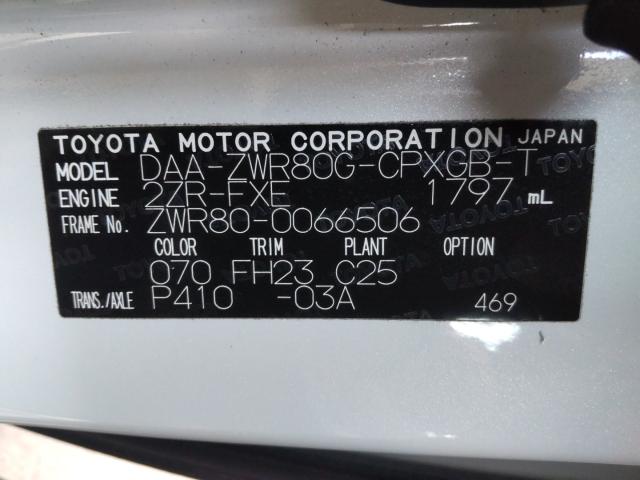 TOYOTA MOTOR CORPORATION JAPAN
MODEL DAA-ZWR80G-CPXGB-T
ENGINE 2ZR-FXE 1797 mL
FRAME No. ZWR80-0066506
COLOR TRIM PLANT OPTION
070 FH23 C25
TRANS./AXLE P410 -03A 469